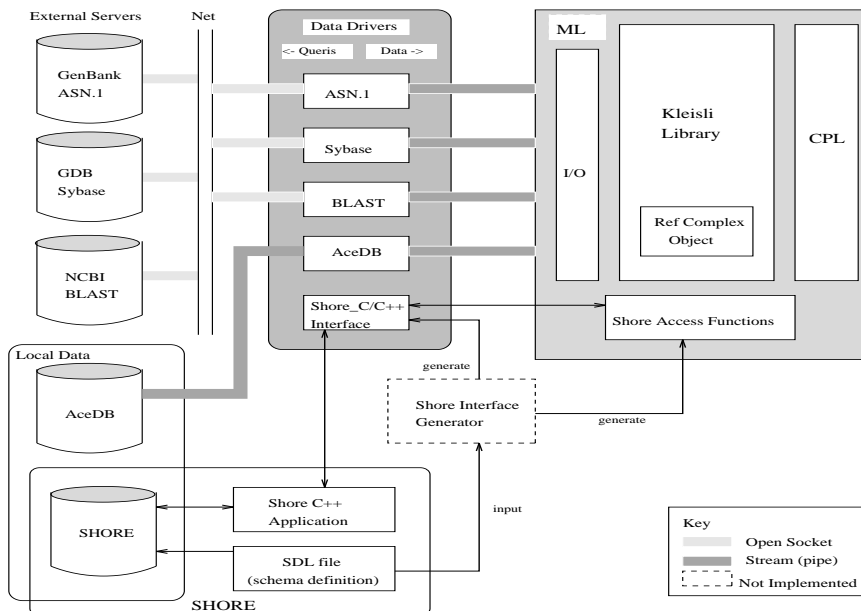 External Servers
Net
Data Drivers
<- Queris
Data ->
ML
GenBank
ASN.1
GDB
Sybase
NCBI
BLAST
ASN.1
Sybase
BLAST
AceDB
Shore_C/C++
Interface
I/O
Kleisli
Library
Ref Complex
Object
CPL
Shore Access Functions
Local Data
AceDB
generate
Shore Interface
Generator
generate
SHORE
Shore C++
Application
input
SDL file
(schema definition)
SHORE
Key
Open Socket
Stream (pipe)
Not Implemented